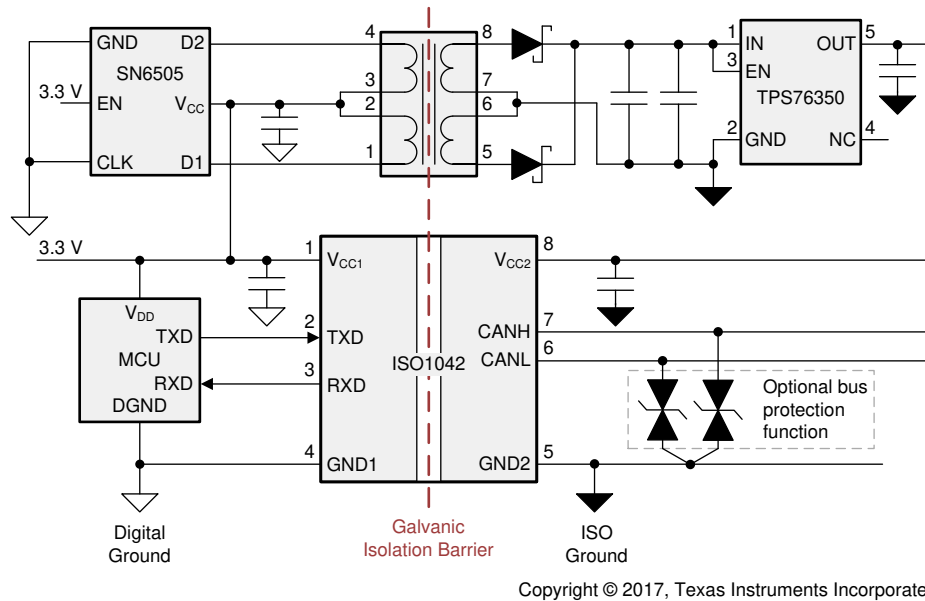 GND
D2
SN6505
3.3 V
EN
VCC
CLK
D1
4
3
2
1
8
7
6
5
1
IN
OUT
5
3
EN
TPS76350
2
GND
NC
4
3.3 V
1
VCC1
VCC2
8
VDD
TXD
MCU
RXD
DGND
2
TXD
3
RXD
ISO1042
CANH
7
CANL
6
4
GND1
GND2
5
Optional bus
protection
function
Digital
Ground
Galvanic
Isolation Barrier
ISO
Ground
Copyright © 2017, Texas Instruments Incorporate